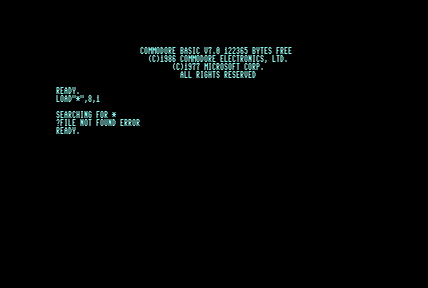 COMMODORE BASIC V7.0 122365 BYTES FREE
(C)1986 COMMODORE ELECTRONICS, LTD.
(C)1977 MICROSOFT CORP.
ALL RIGHTS RESERVED
READY.
LOAD"*",8,1
SEARCHING FOR *
?FILE NOT FOUND ERROR
READY.